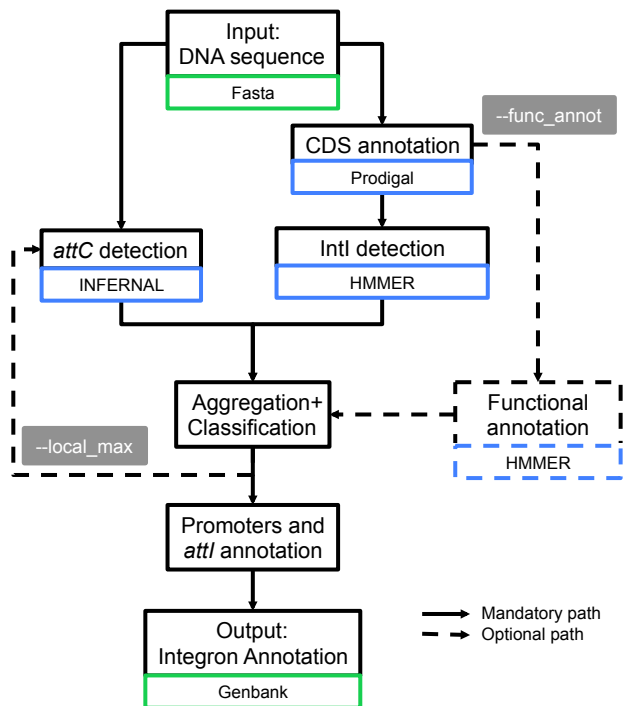 Input:
DNA sequence
Fasta
--func_annot
CDS annotation
Prodigal
attC detection
INFERNAL
IntI detection
HMMER
Aggregation+
Classification
Functional
annotation
HMMER
--local_max
Promoters and
attI annotation
Output:
Integron Annotation
Genbank
Mandatory path
Optional path